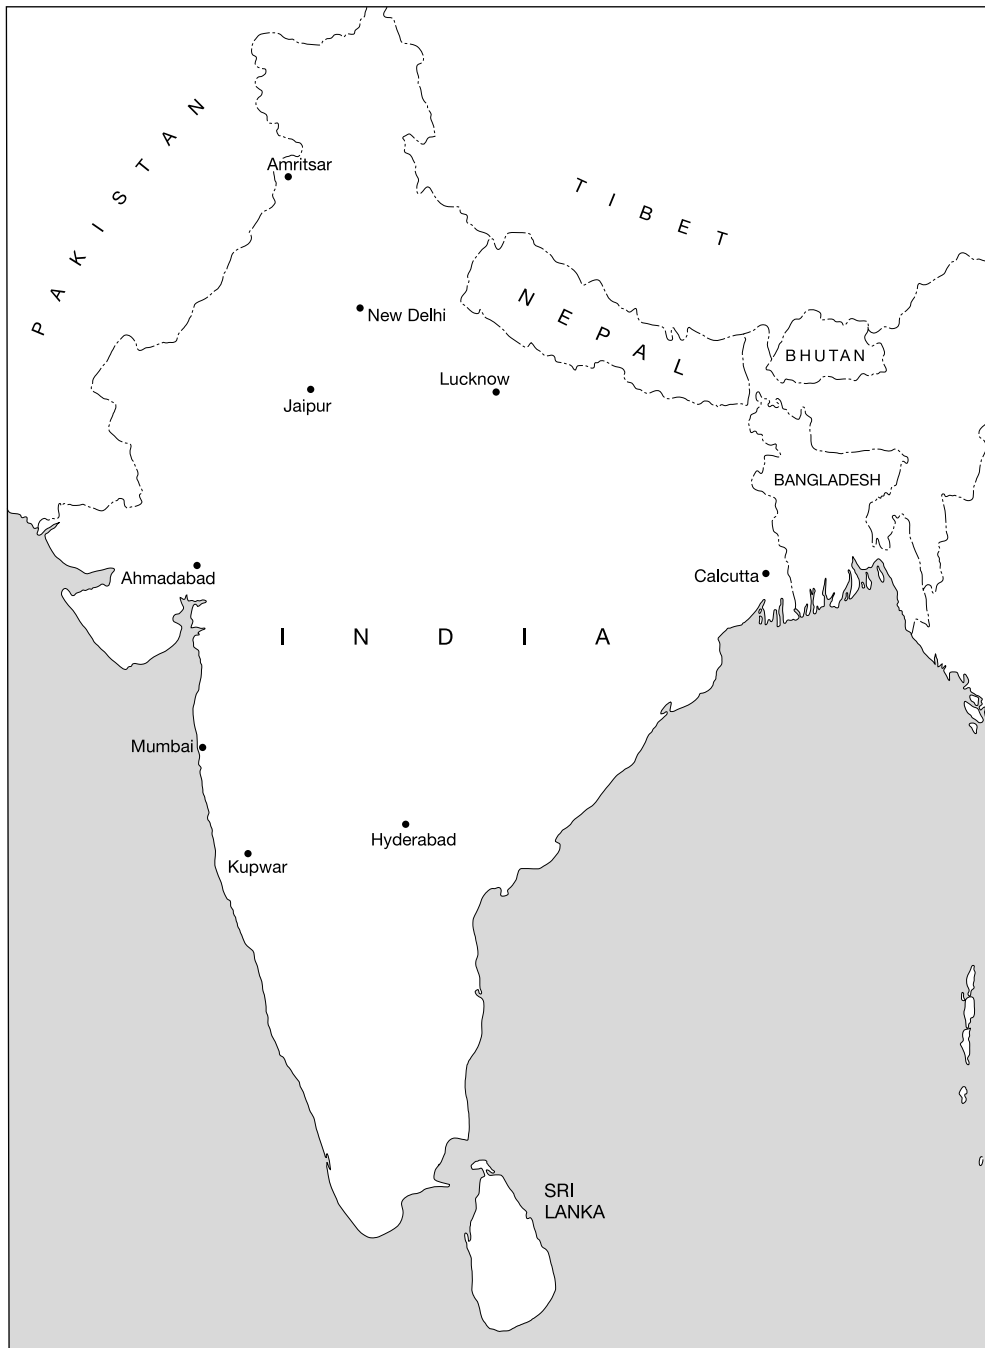 PAKISTAN
Amritsar
TIBET
NEPAL
New Delhi
BHUTAN
Lucknow
Jaipur
BANGLADESH
Ahmadabad
Calcutta
INDIA
Mumbai
Hyderabad
Kupwar
SRI
LANKA